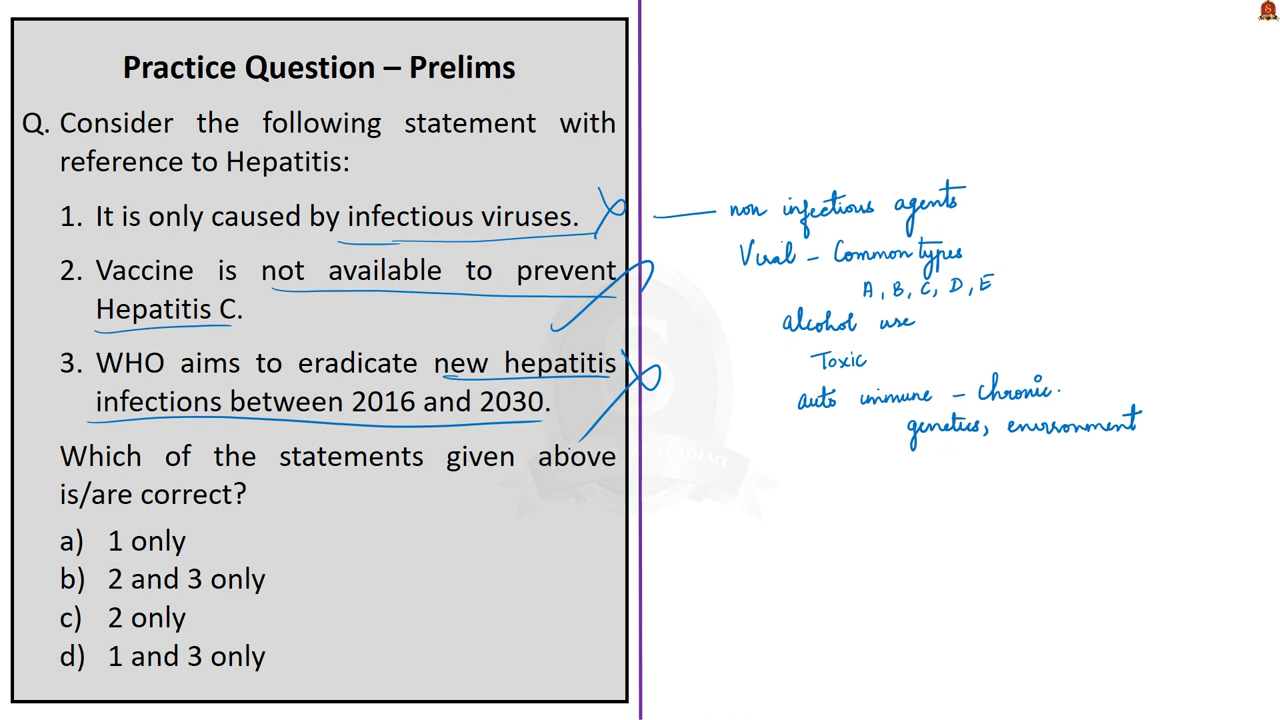 Practice Question – Prelims
Q. Consider the following statement with
reference to Hepatitis:
1. It is only caused by infectious viruses.
2. Vaccine is not available to prevent
Hepatitis C.
3. WHO aims to eradicate new hepatitis
infections between 2016 and 2030.
Which of the statements given above
is/are correct?
a) 1 only
b) 2 and 3 only
c) 2 only
d) 1 and 3 only
non infectious agents
Viral – Common types
A, B, C, D, E
alcohol use
Toxic
auto immune – Chronic.
genetics, environment